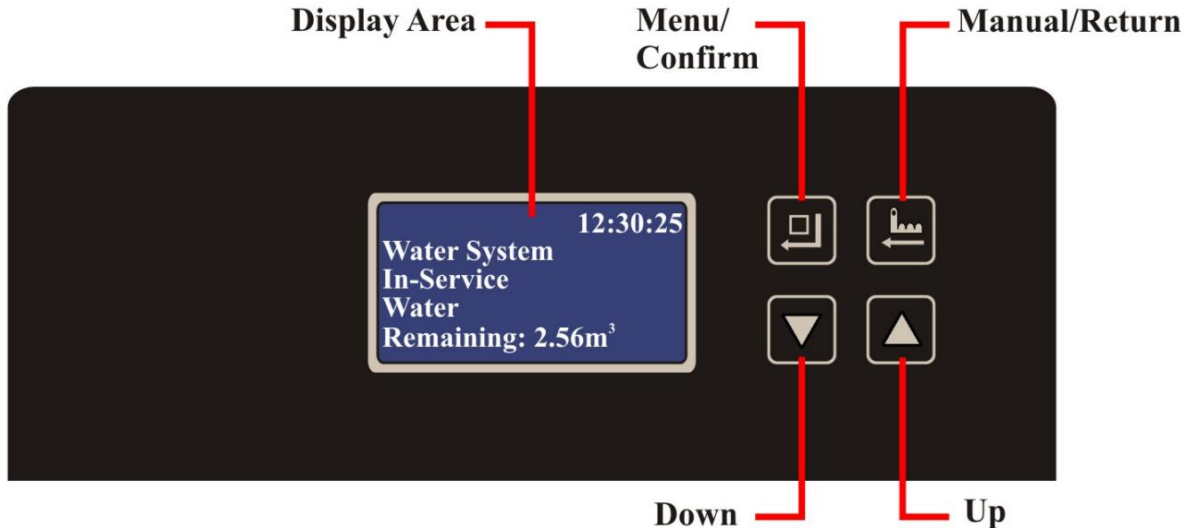 Display Area
Menu/
Confirm
Manual/Return
12:30:25
Water System
In-Service
Water
Remaining: 2.56m³
Down
Up